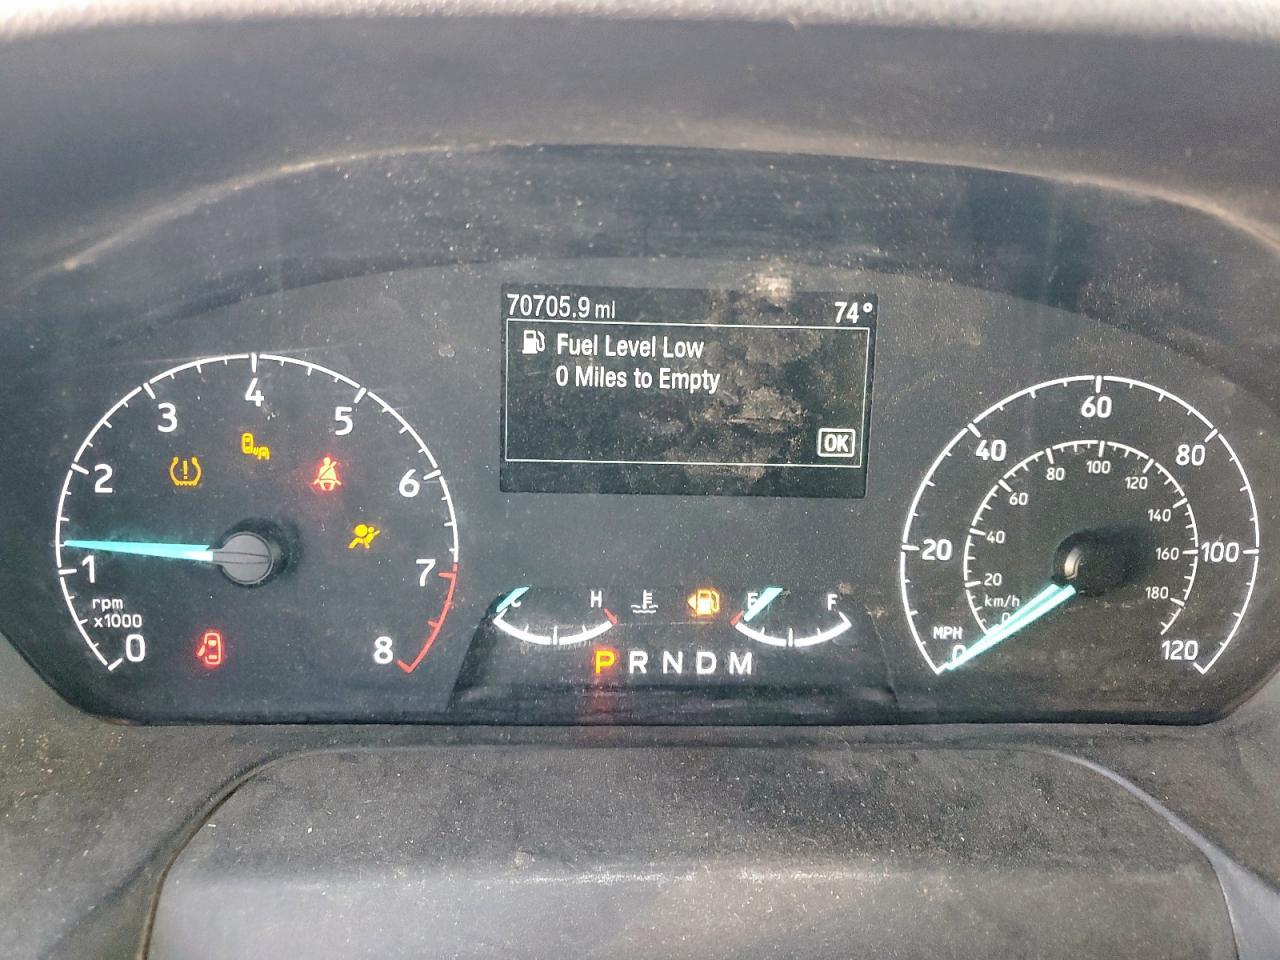 70705.9 mi 74°
Fuel Level Low
0 Miles to Empty
OK
0 1 2 3 4 5 6 7 8
rpm
x1000
C H
E F
P R N D M
0 20 40 60 80 100 120
MPH
0 20 40 60 80 100 120 140 160 180
km/h